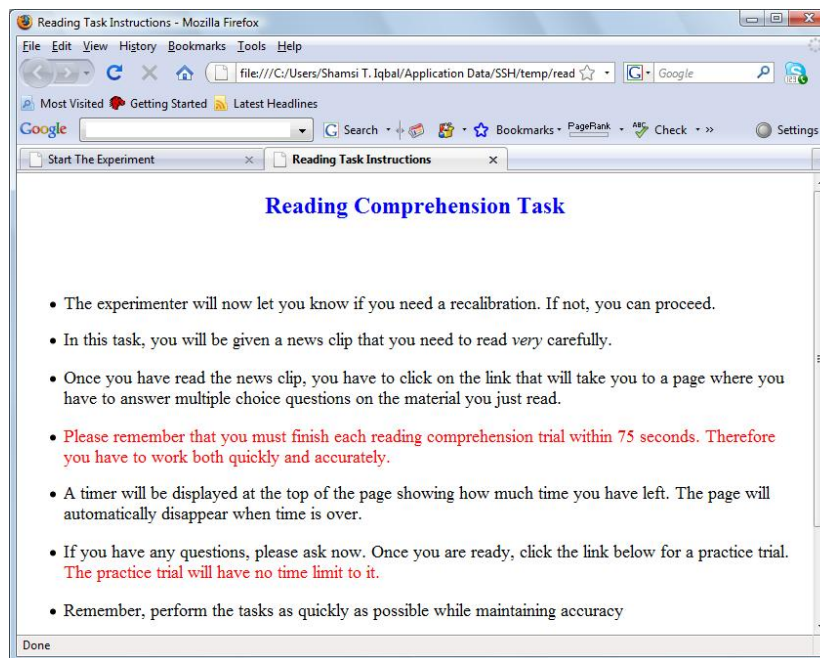 Reading Task Instructions - Mozilla Firefox
File Edit View History Bookmarks Tools Help
file:///C:/Users/Shamsi T. Iqbal/Application Data/SSH/temp/read
G Google
Most Visited Getting Started Latest Headlines
Google G Search Bookmarks PageRank ABC Check » Settings
Start The Experiment
Reading Task Instructions
Reading Comprehension Task
• The experimenter will now let you know if you need a recalibration. If not, you can proceed.
• In this task, you will be given a news clip that you need to read very carefully.
• Once you have read the news clip, you have to click on the link that will take you to a page where you
have to answer multiple choice questions on the material you just read.
• Please remember that you must finish each reading comprehension trial within 75 seconds. Therefore
you have to work both quickly and accurately.
• A timer will be displayed at the top of the page showing how much time you have left. The page will
automatically disappear when time is over.
• If you have any questions, please ask now. Once you are ready, click the link below for a practice trial.
The practice trial will have no time limit to it.
• Remember, perform the tasks as quickly as possible while maintaining accuracy
Done